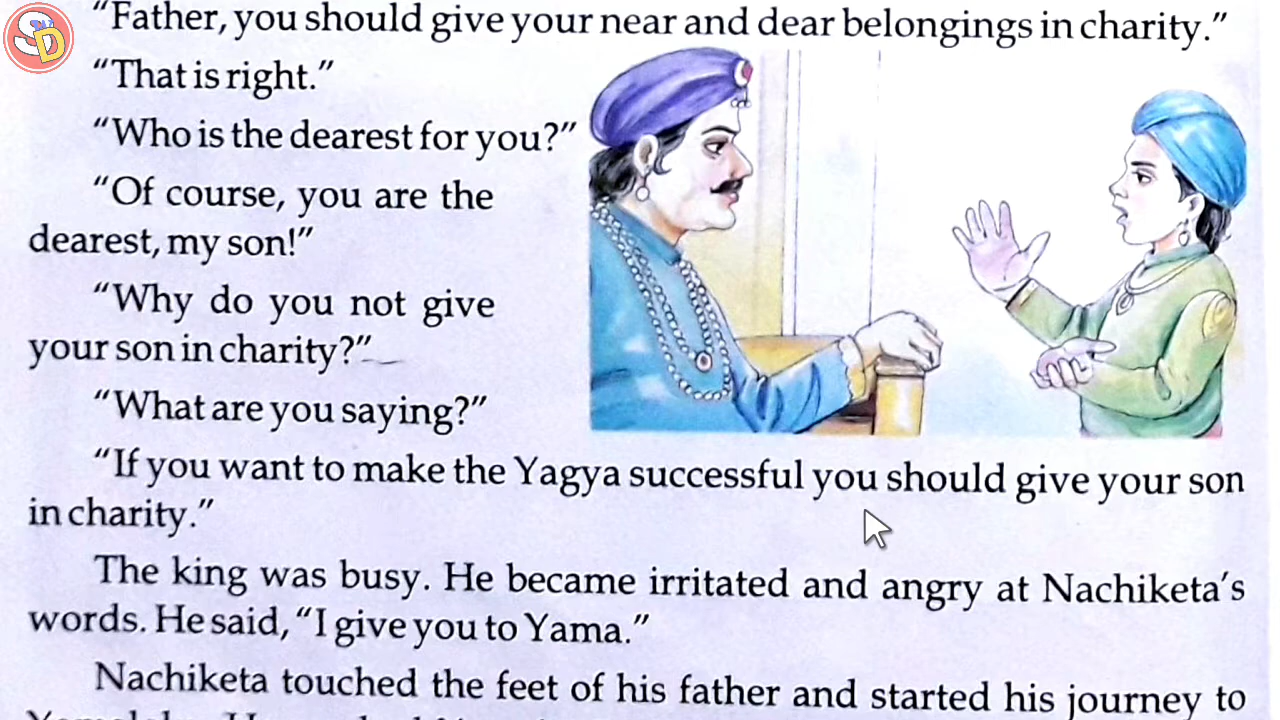 SD
"Father, you should give your near and dear belongings in charity."
"That is right."
"Who is the dearest for you?"
"Of course, you are the
dearest, my son!"
"Why do you not give
your son in charity?"
"What are you saying?"
"If you want to make the Yagya successful you should give your son
in charity."
The king was busy. He became irritated and angry at Nachiketa's
words. He said, "I give you to Yama."
Nachiketa touched the feet of his father and started his journey to